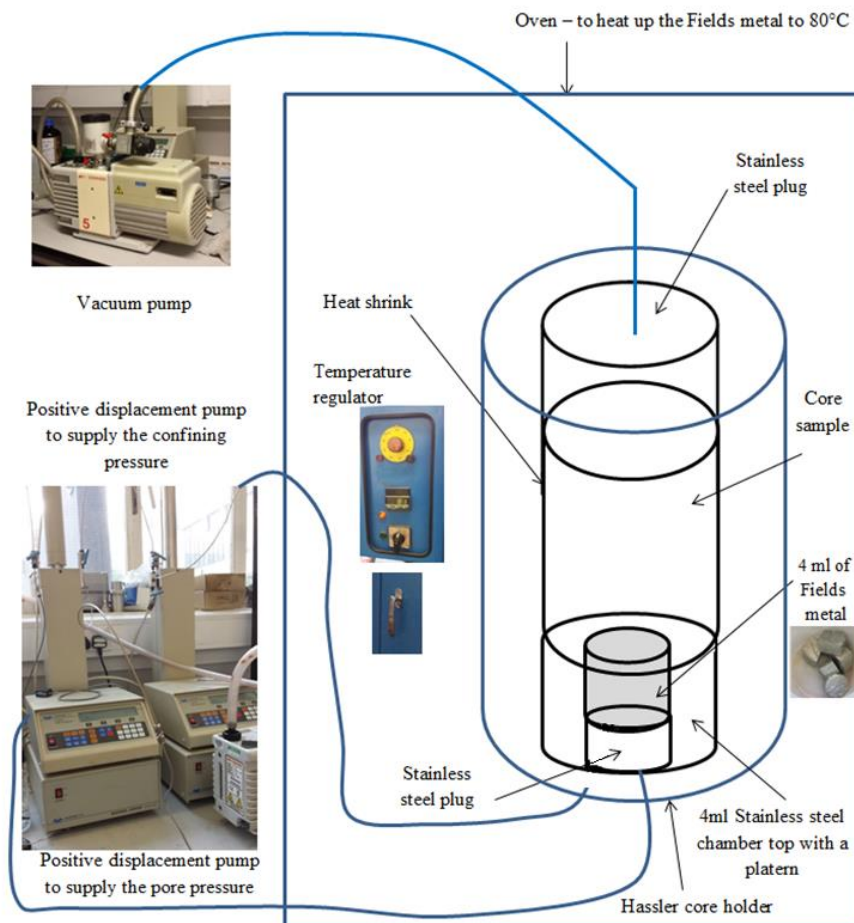 Oven – to heat up the Fields metal to 80°C
Stainless
steel plug
Vacuum pump
Heat shrink
Temperature
regulator
Core
sample
Positive displacement pump
to supply the confining
pressure
4 ml of
Fields
metal
5
Stainless
steel plug
4ml Stainless steel
chamber top with a
platern
Positive displacement pump
to supply the pore pressure
Hassler core holder